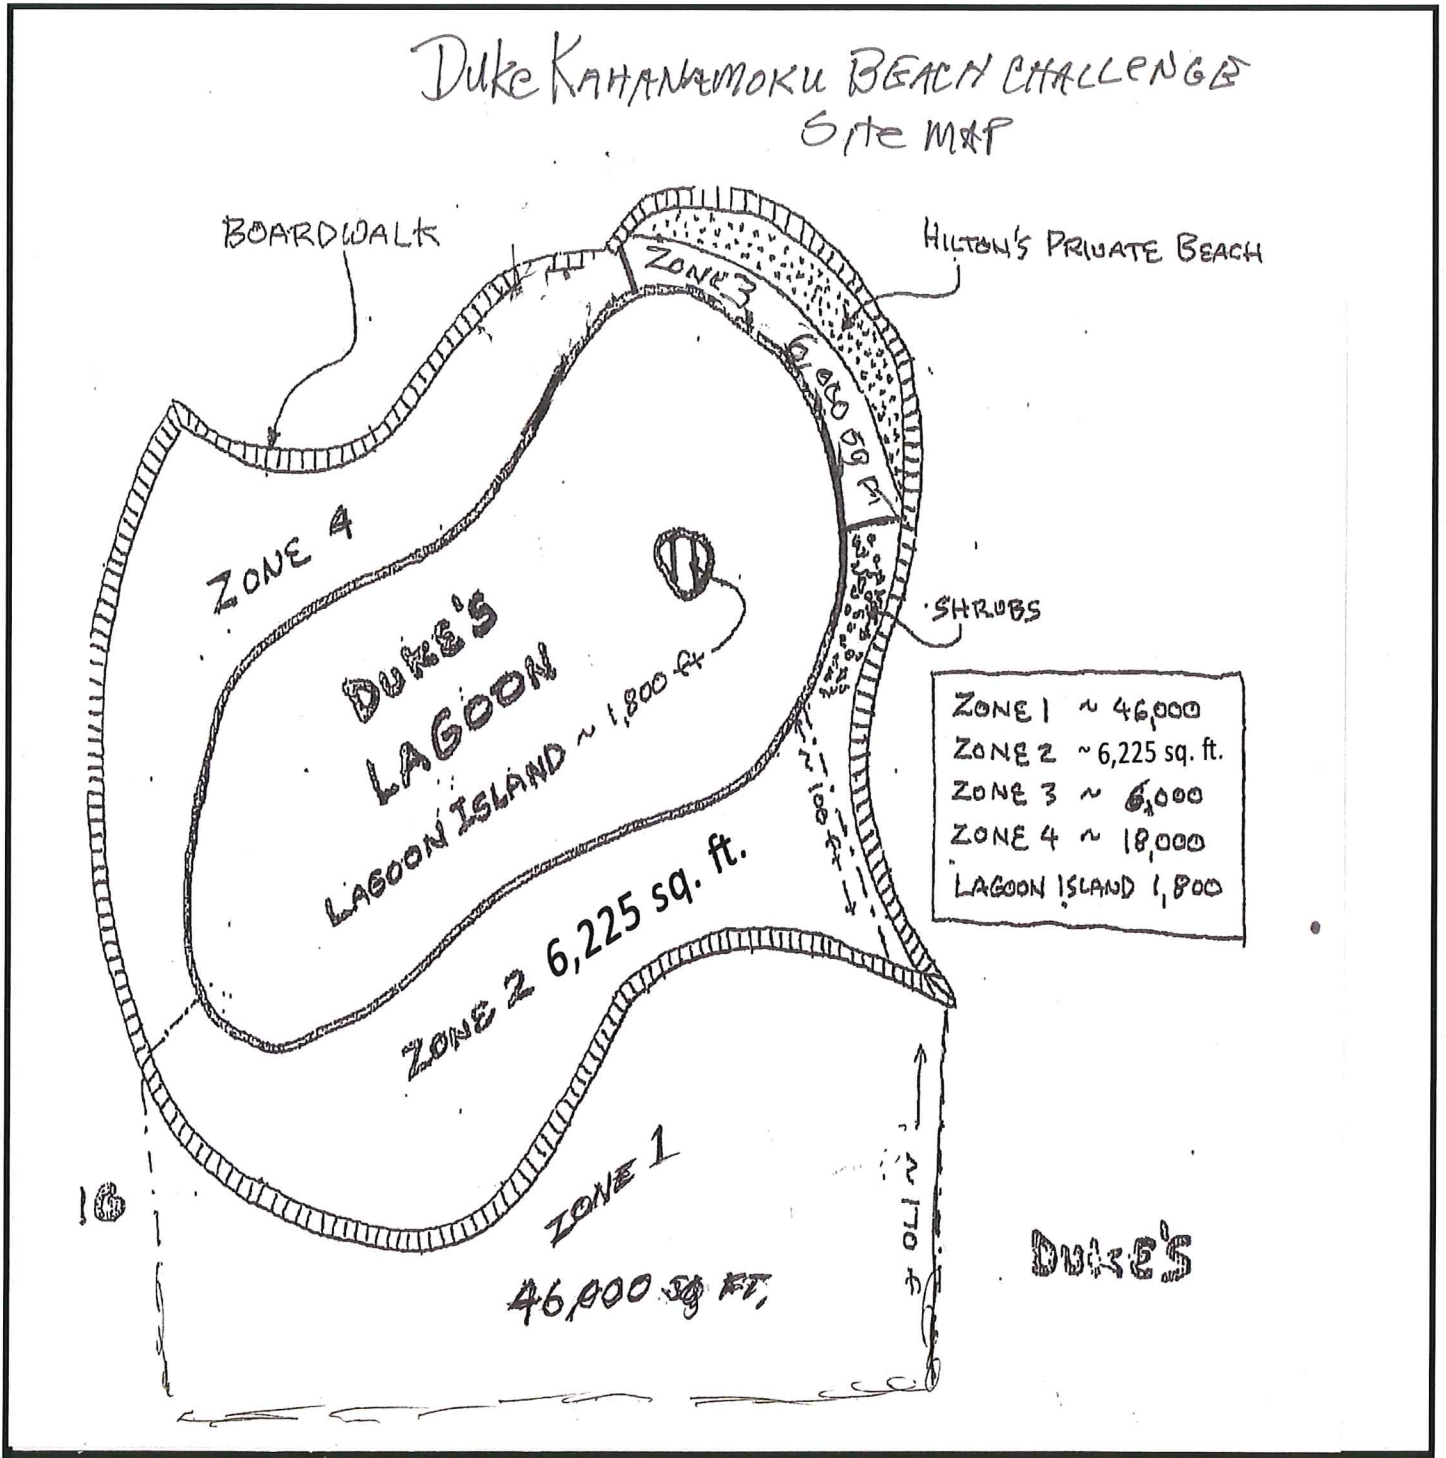 Duke KAHANAMOKU BEACH CHALLENGE
Site MAP
BOARDWALK
HILTON'S PRIVATE BEACH
ZONE 3
6,000 sq ft
ZONE 4
DUKE'S
LAGOON
LAGOON ISLAND ~ 1,800 ft
SHRUBS
ZONE 1 ~ 46,000
ZONE 2 ~ 6,225 sq. ft.
ZONE 3 ~ 6,000
ZONE 4 ~ 18,000
LAGOON ISLAND 1,800
~ 100 ft
ZONE 2 6,225 sq. ft.
ZONE 1
46,000 sq FT.
DUKE'S